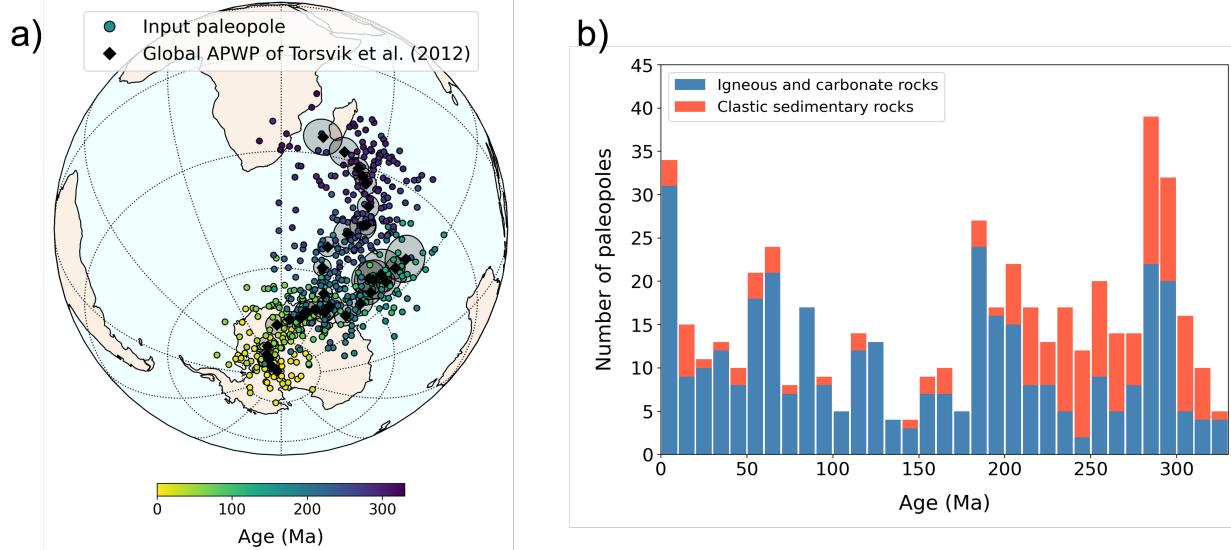 a)
Input paleopole
Global APWP of Torsvik et al. (2012)
0 100 200 300
Age (Ma)
b)
45
40
35
30
25
20
15
10
5
0
Number of paleopoles
Igneous and carbonate rocks
Clastic sedimentary rocks
0 50 100 150 200 250 300
Age (Ma)